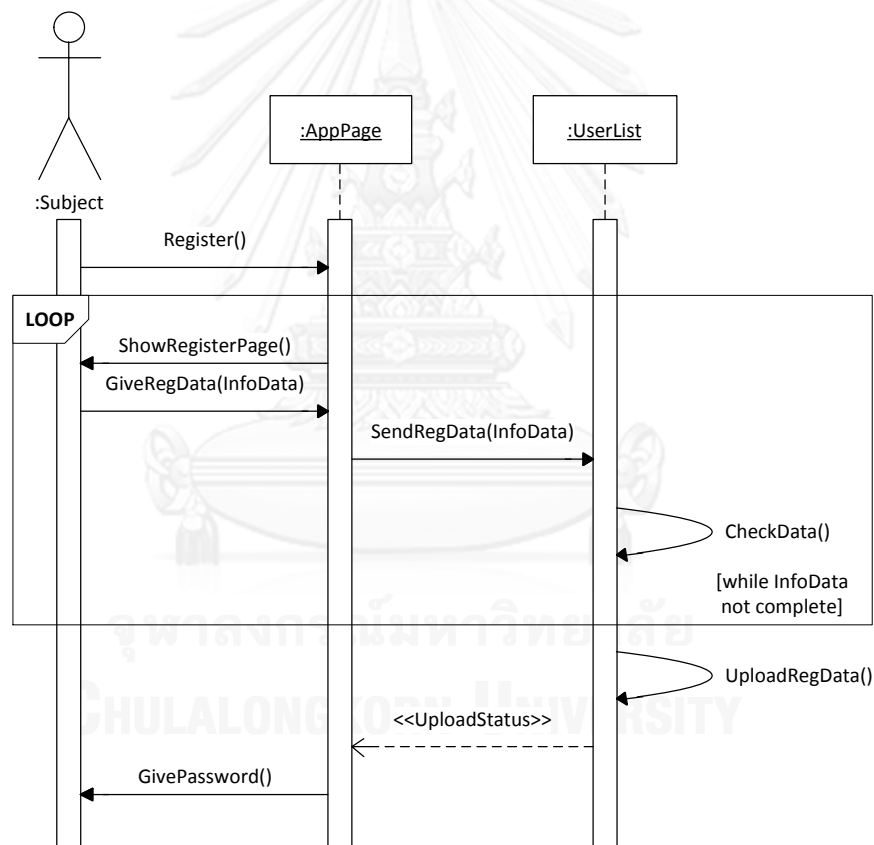 :AppPage
:UserList
:Subject
Register()
LOOP
ShowRegisterPage()
GiveRegData(InfoData)
SendRegData(InfoData)
CheckData()
[while InfoData
not complete]
จุฬาลงกรณ์มหาวิทยาลัย
UploadRegData()
CHULALONGKORN UNIVERSITY
<<UploadStatus>>
GivePassword()